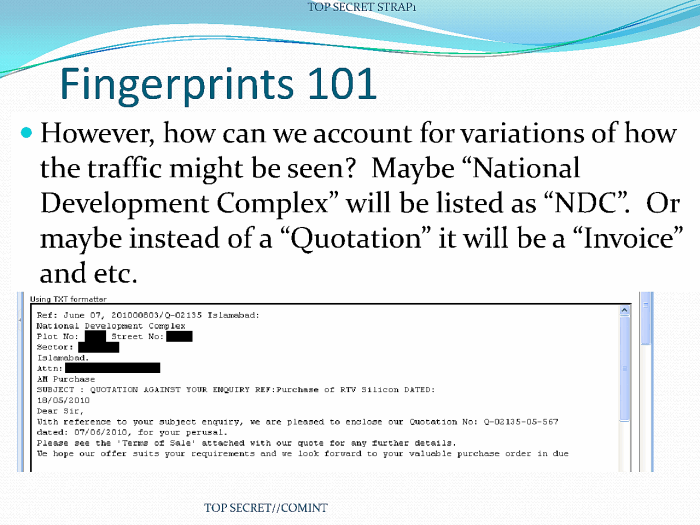 TOP SECRET STRAP1
Fingerprints 101
However, how can we account for variations of how
the traffic might be seen? Maybe “National
Development Complex” will be listed as “NDC”. Or
maybe instead of a “Quotation” it will be a “Invoice”
and etc.
Using TXT formatter
Ref: June 07, 201000803/Q-02135 Islamabad:
National Development Complex
Plot No: Street No:
Sector:
Islamabad.
Attn:
AM Purchase
SUBJECT : QUOTATION AGAINST YOUR ENQUIRY REF:Purchase of RTV Silicon DATED:
18/05/2010
Dear Sir,
With reference to your subject enquiry, we are pleased to enclose our Quotation No: Q-02135-05-567
dated: 07/06/2010, for your perusal.
Please see the 'Terms of Sale' attached with our quote for any further details.
We hope our offer suits your requirements and we look forward to your valuable purchase order in due
TOP SECRET//COMINT